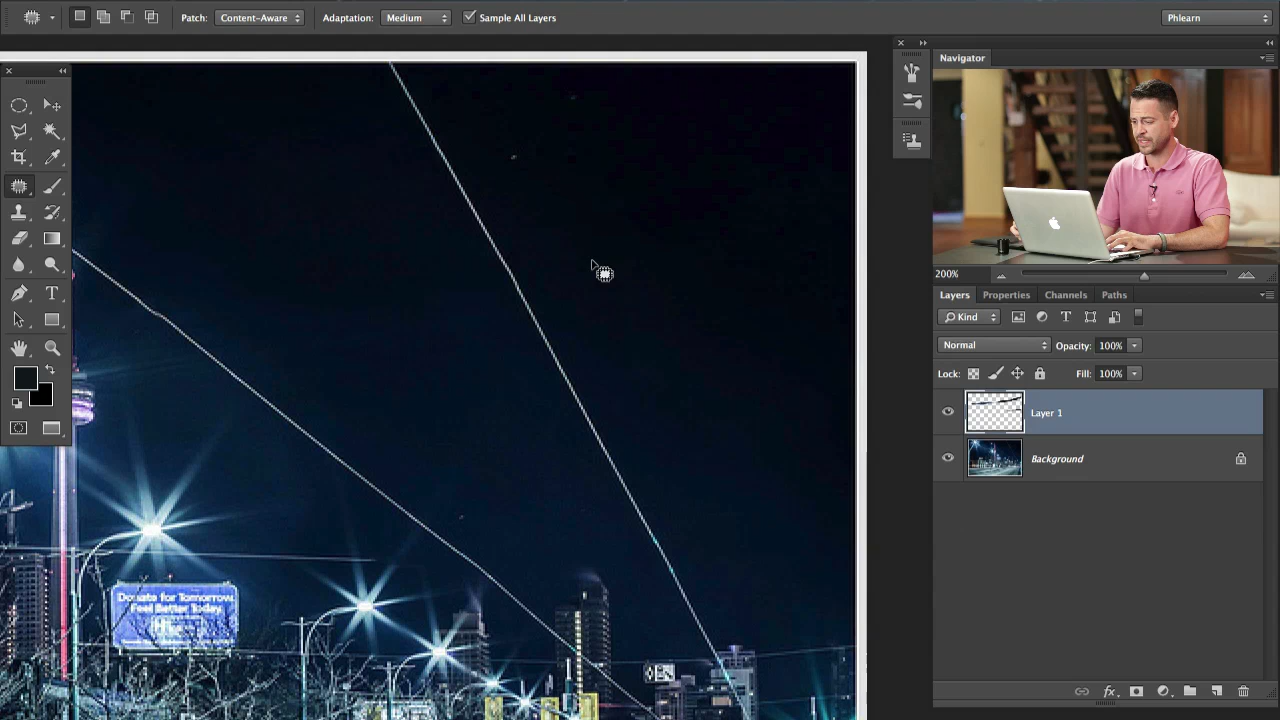 Patch: Content-Aware Adaptation: Medium Sample All Layers Phlearn
Navigator
200%
Layers Properties Channels Paths
Kind
Normal Opacity: 100%
Lock: Fill: 100%
Layer 1
Background
Donate for Tomorrow.
Feel Better Today.